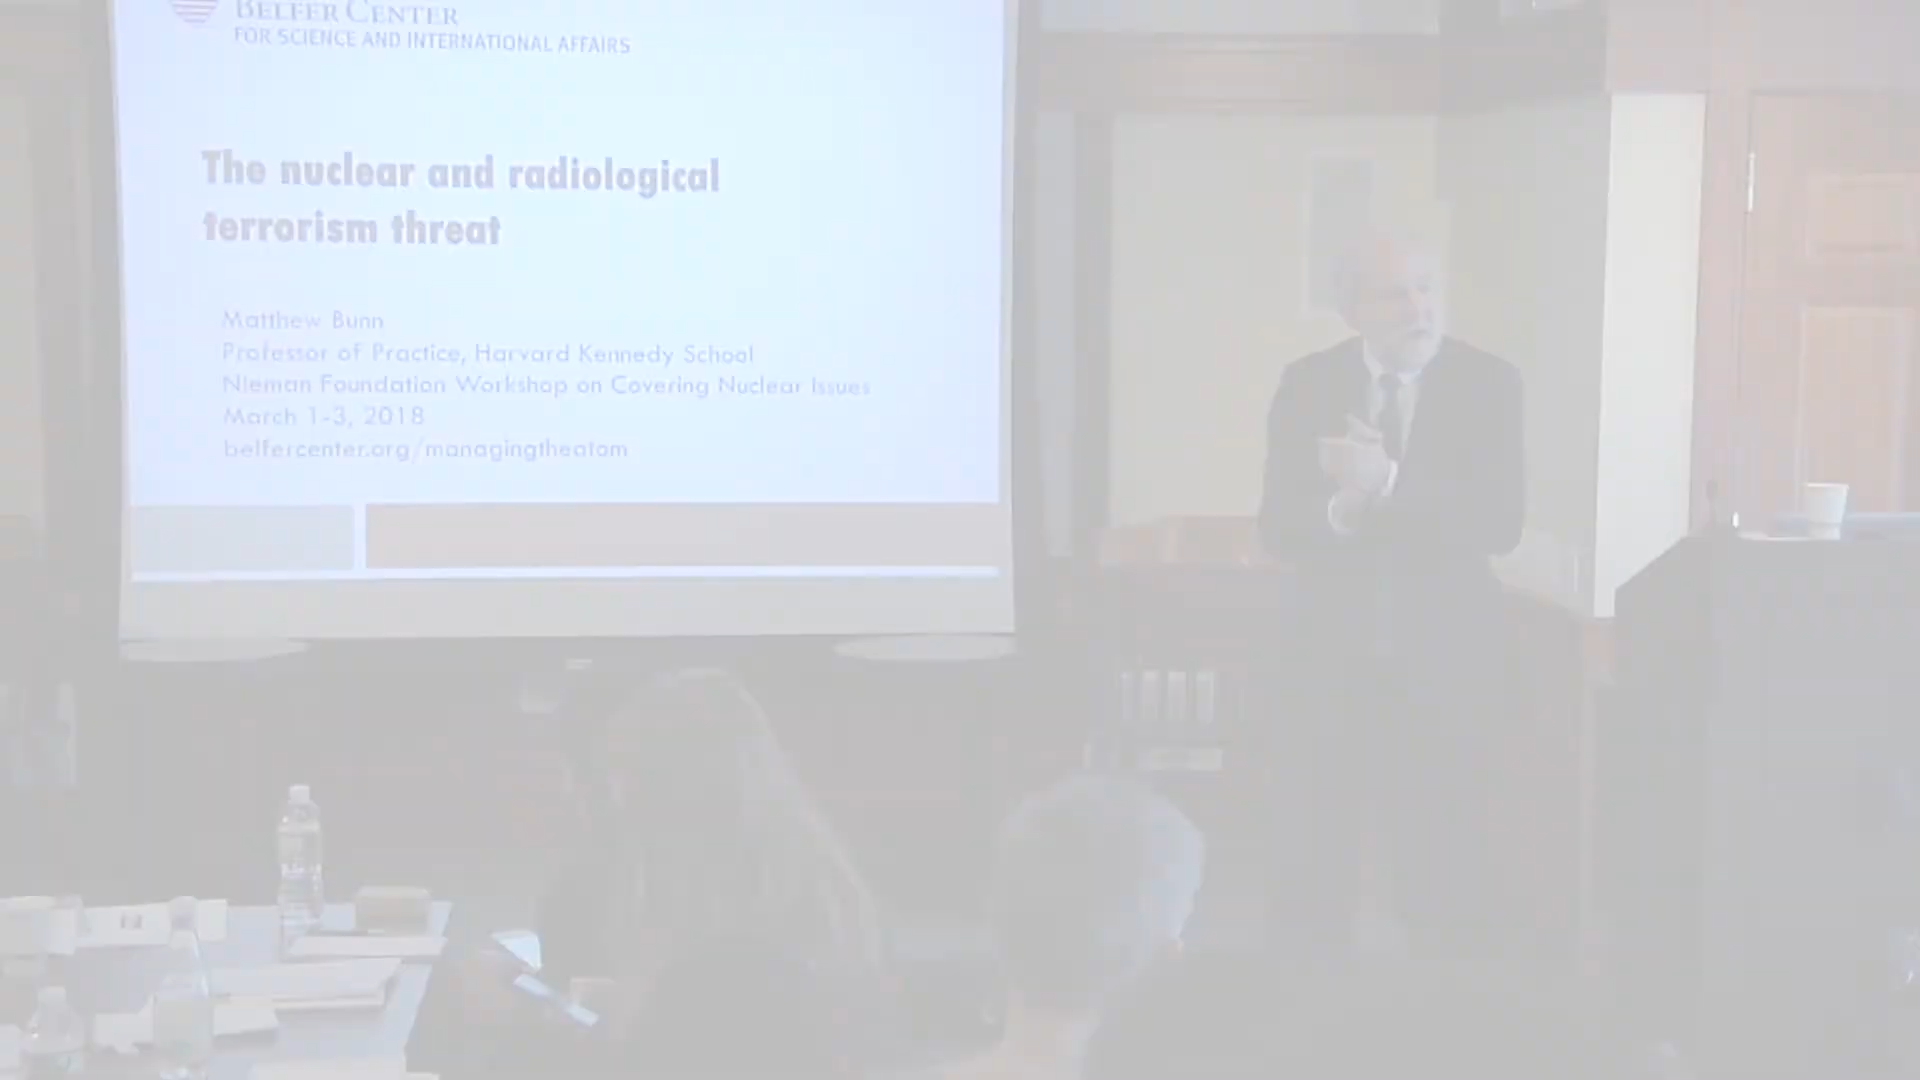 BELFER CENTER
FOR SCIENCE AND INTERNATIONAL AFFAIRS
The nuclear and radiological
terrorism threat
Matthew Bunn
Professor of Practice, Harvard Kennedy School
Nieman Foundation Workshop on Covering Nuclear Issues
March 1-3, 2018
belfercenter.org/managingtheatom